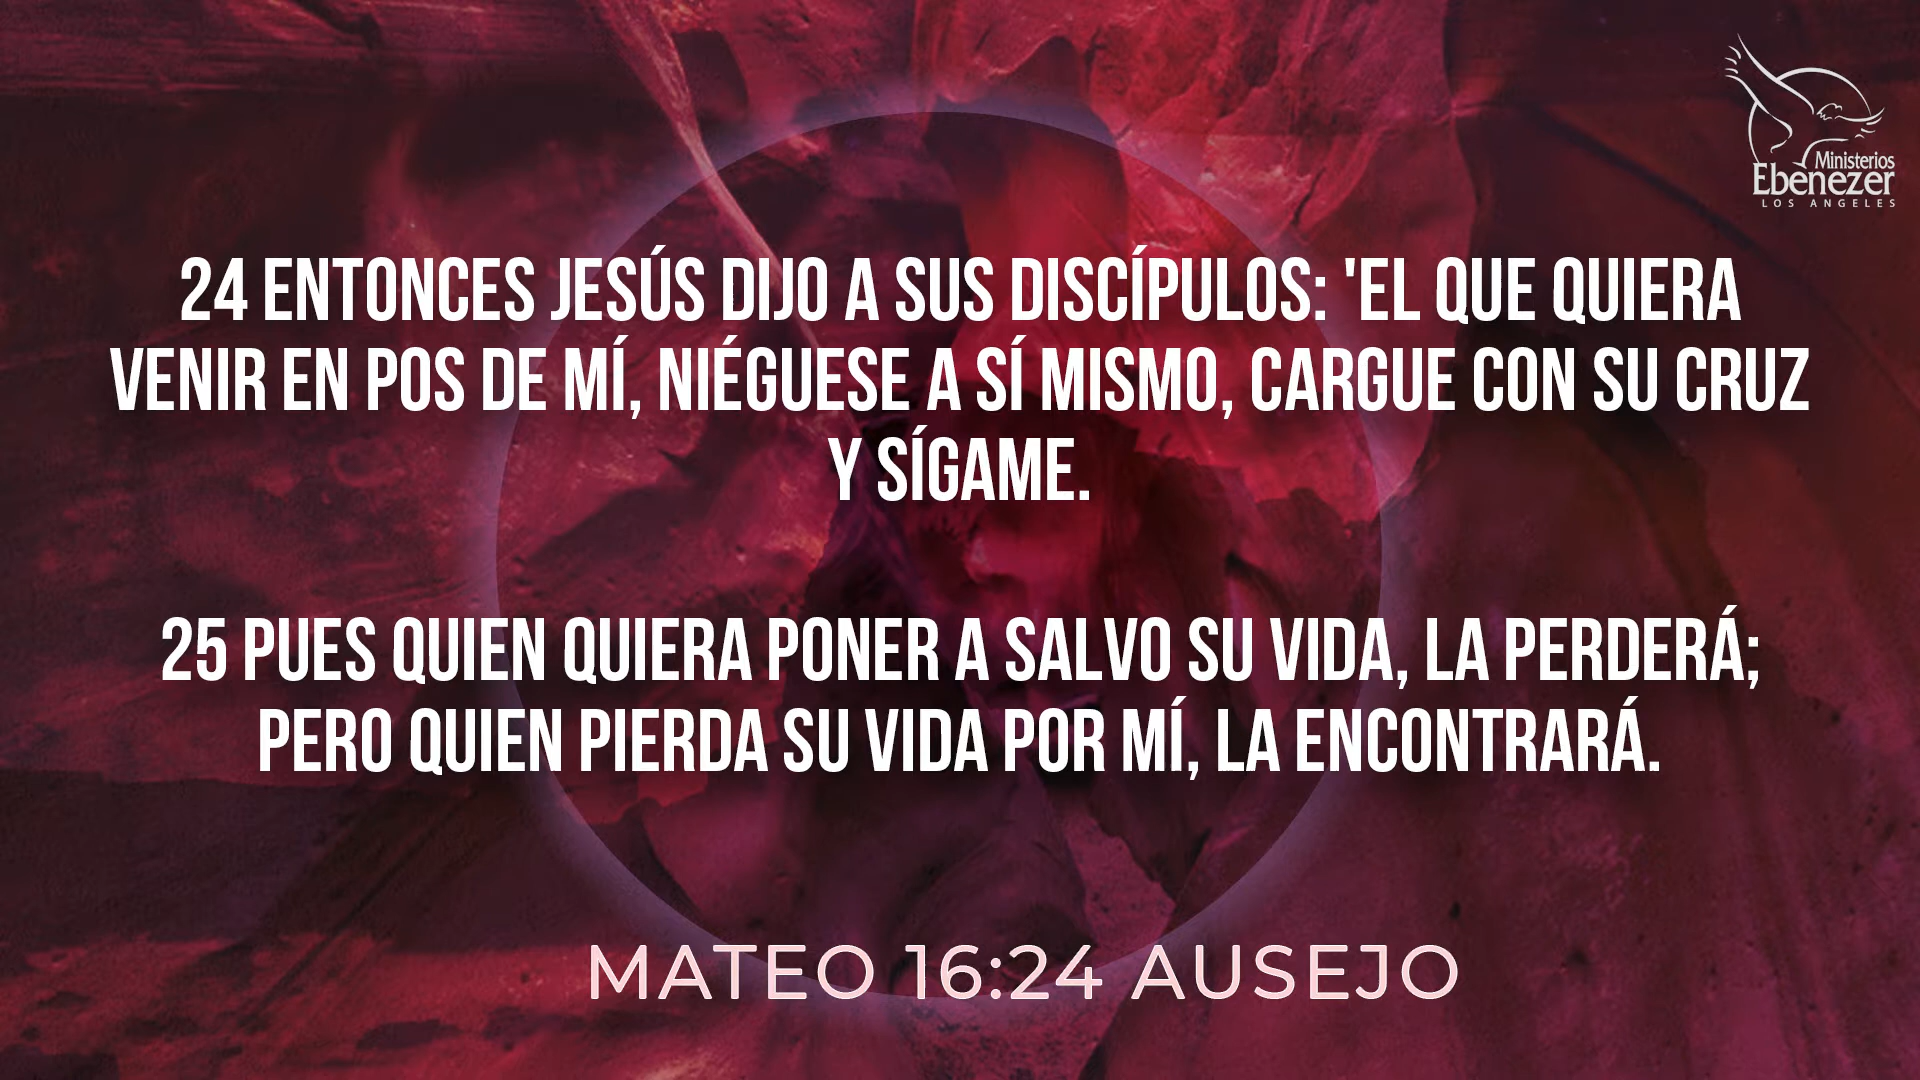 Ministerios
Ebenezer
LOS ANGELES
24 ENTONCES JESÚS DIJO A SUS DISCÍPULOS: 'EL QUE QUIERA
VENIR EN POS DE MÍ, NIÉGUESE A SÍ MISMO, CARGUE CON SU CRUZ
Y SÍGAME.
25 PUES QUIEN QUIERA PONER A SALVO SU VIDA, LA PERDERÁ;
PERO QUIEN PIERDA SU VIDA POR MÍ, LA ENCONTRARÁ.
MATEO 16:24 AUSEJO